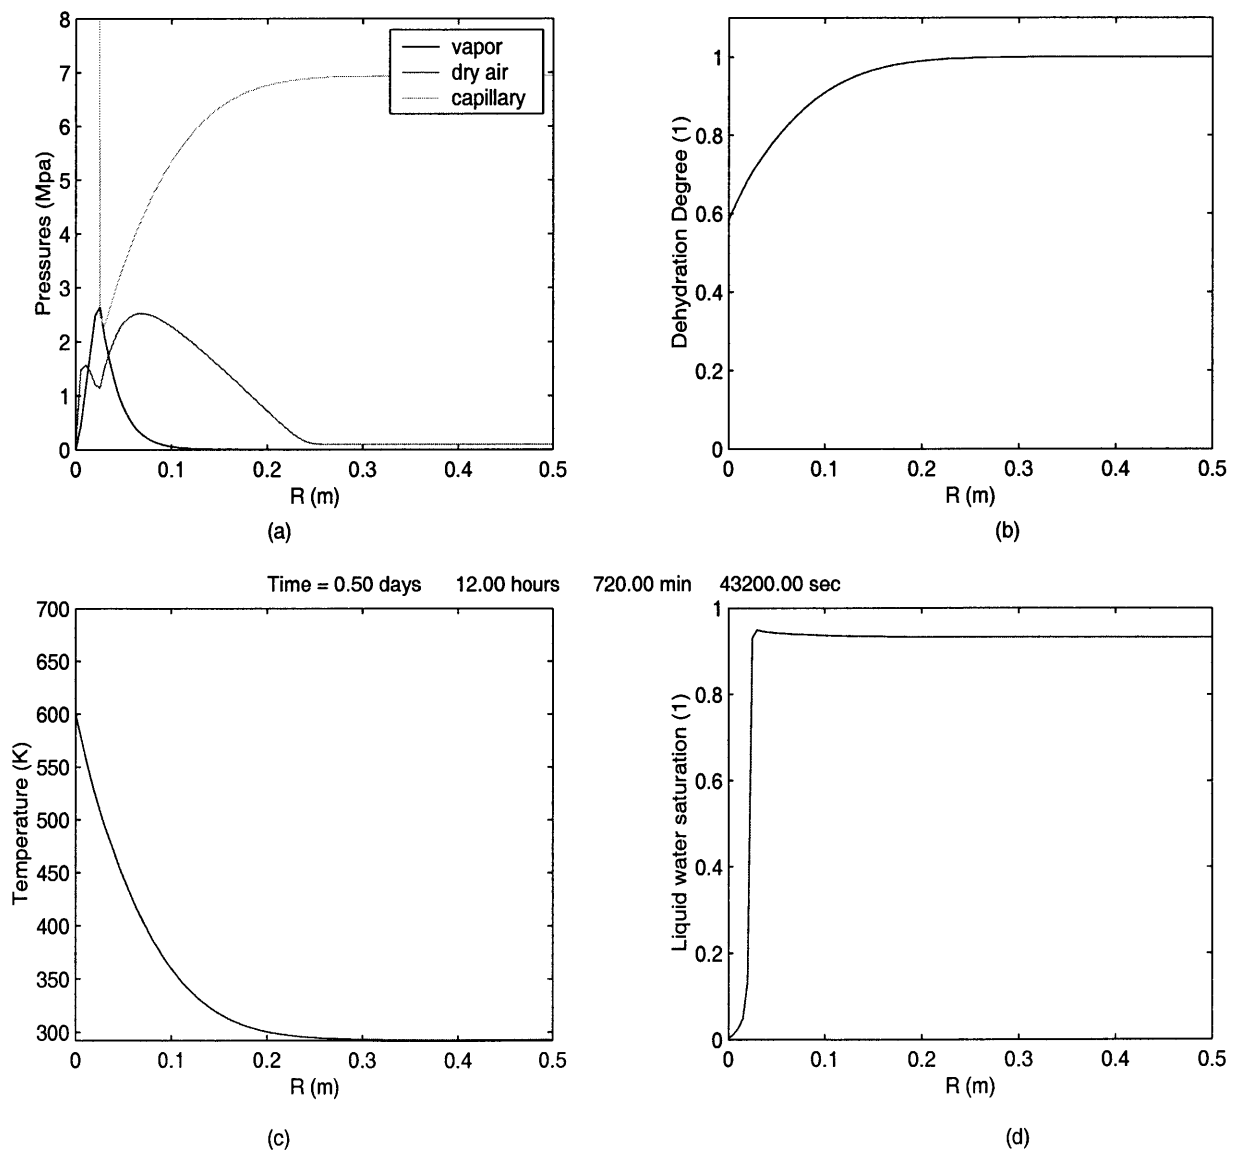 8
7
6
5
4
3
2
1
0
Pressures (Mpa)
vapor
dry air
capillary
0 0.1 0.2 0.3 0.4 0.5
R (m)
(a)
1
0.8
0.6
0.4
0.2
0
Dehydration Degree (1)
0 0.1 0.2 0.3 0.4 0.5
R (m)
(b)
Time = 0.50 days 12.00 hours 720.00 min 43200.00 sec
700
650
600
550
500
450
400
350
300
Temperature (K)
0 0.1 0.2 0.3 0.4 0.5
R (m)
(c)
1
0.8
0.6
0.4
0.2
0
Liquid water saturation (1)
0 0.1 0.2 0.3 0.4 0.5
R (m)
(d)